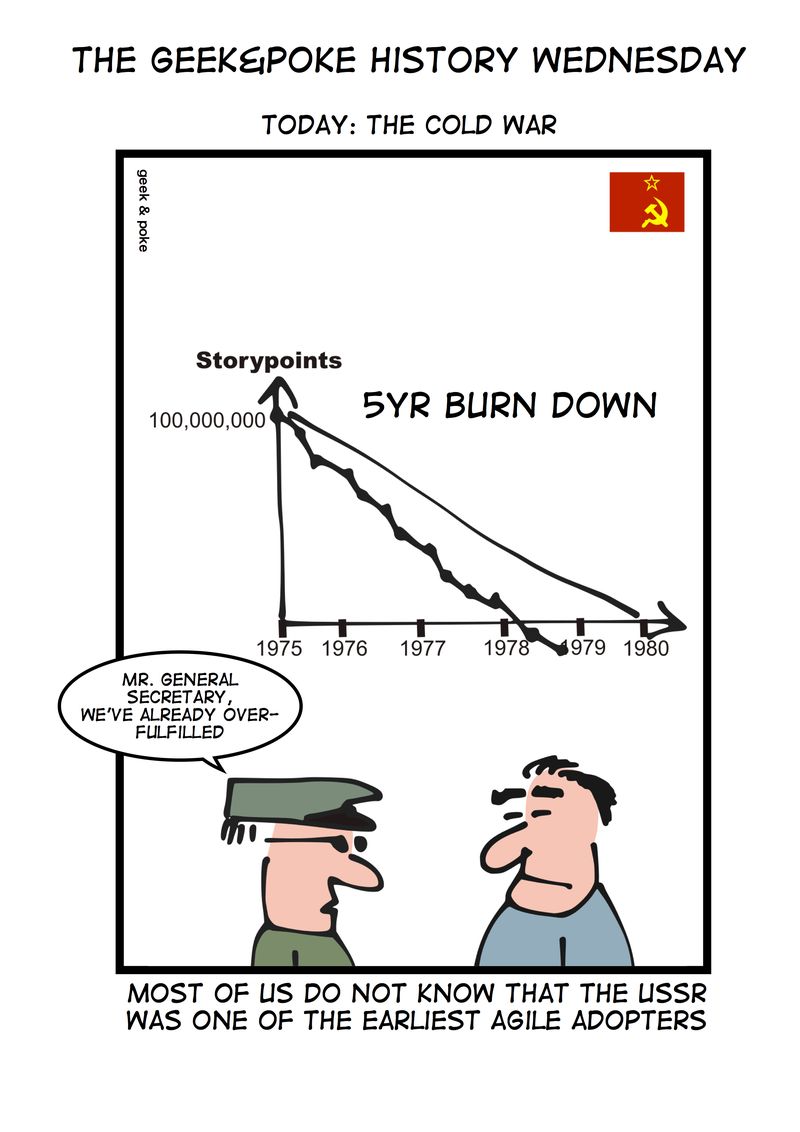 THE GEEK&POKE HISTORY WEDNESDAY
TODAY: THE COLD WAR
geek & poke
Storypoints
100,000,000
5YR BURN DOWN
1975 1976 1977 1978 1979 1980
MR. GENERAL
SECRETARY,
WE'VE ALREADY OVER-
FULFILLED
MOST OF US DO NOT KNOW THAT THE USSR
WAS ONE OF THE EARLIEST AGILE ADOPTERS